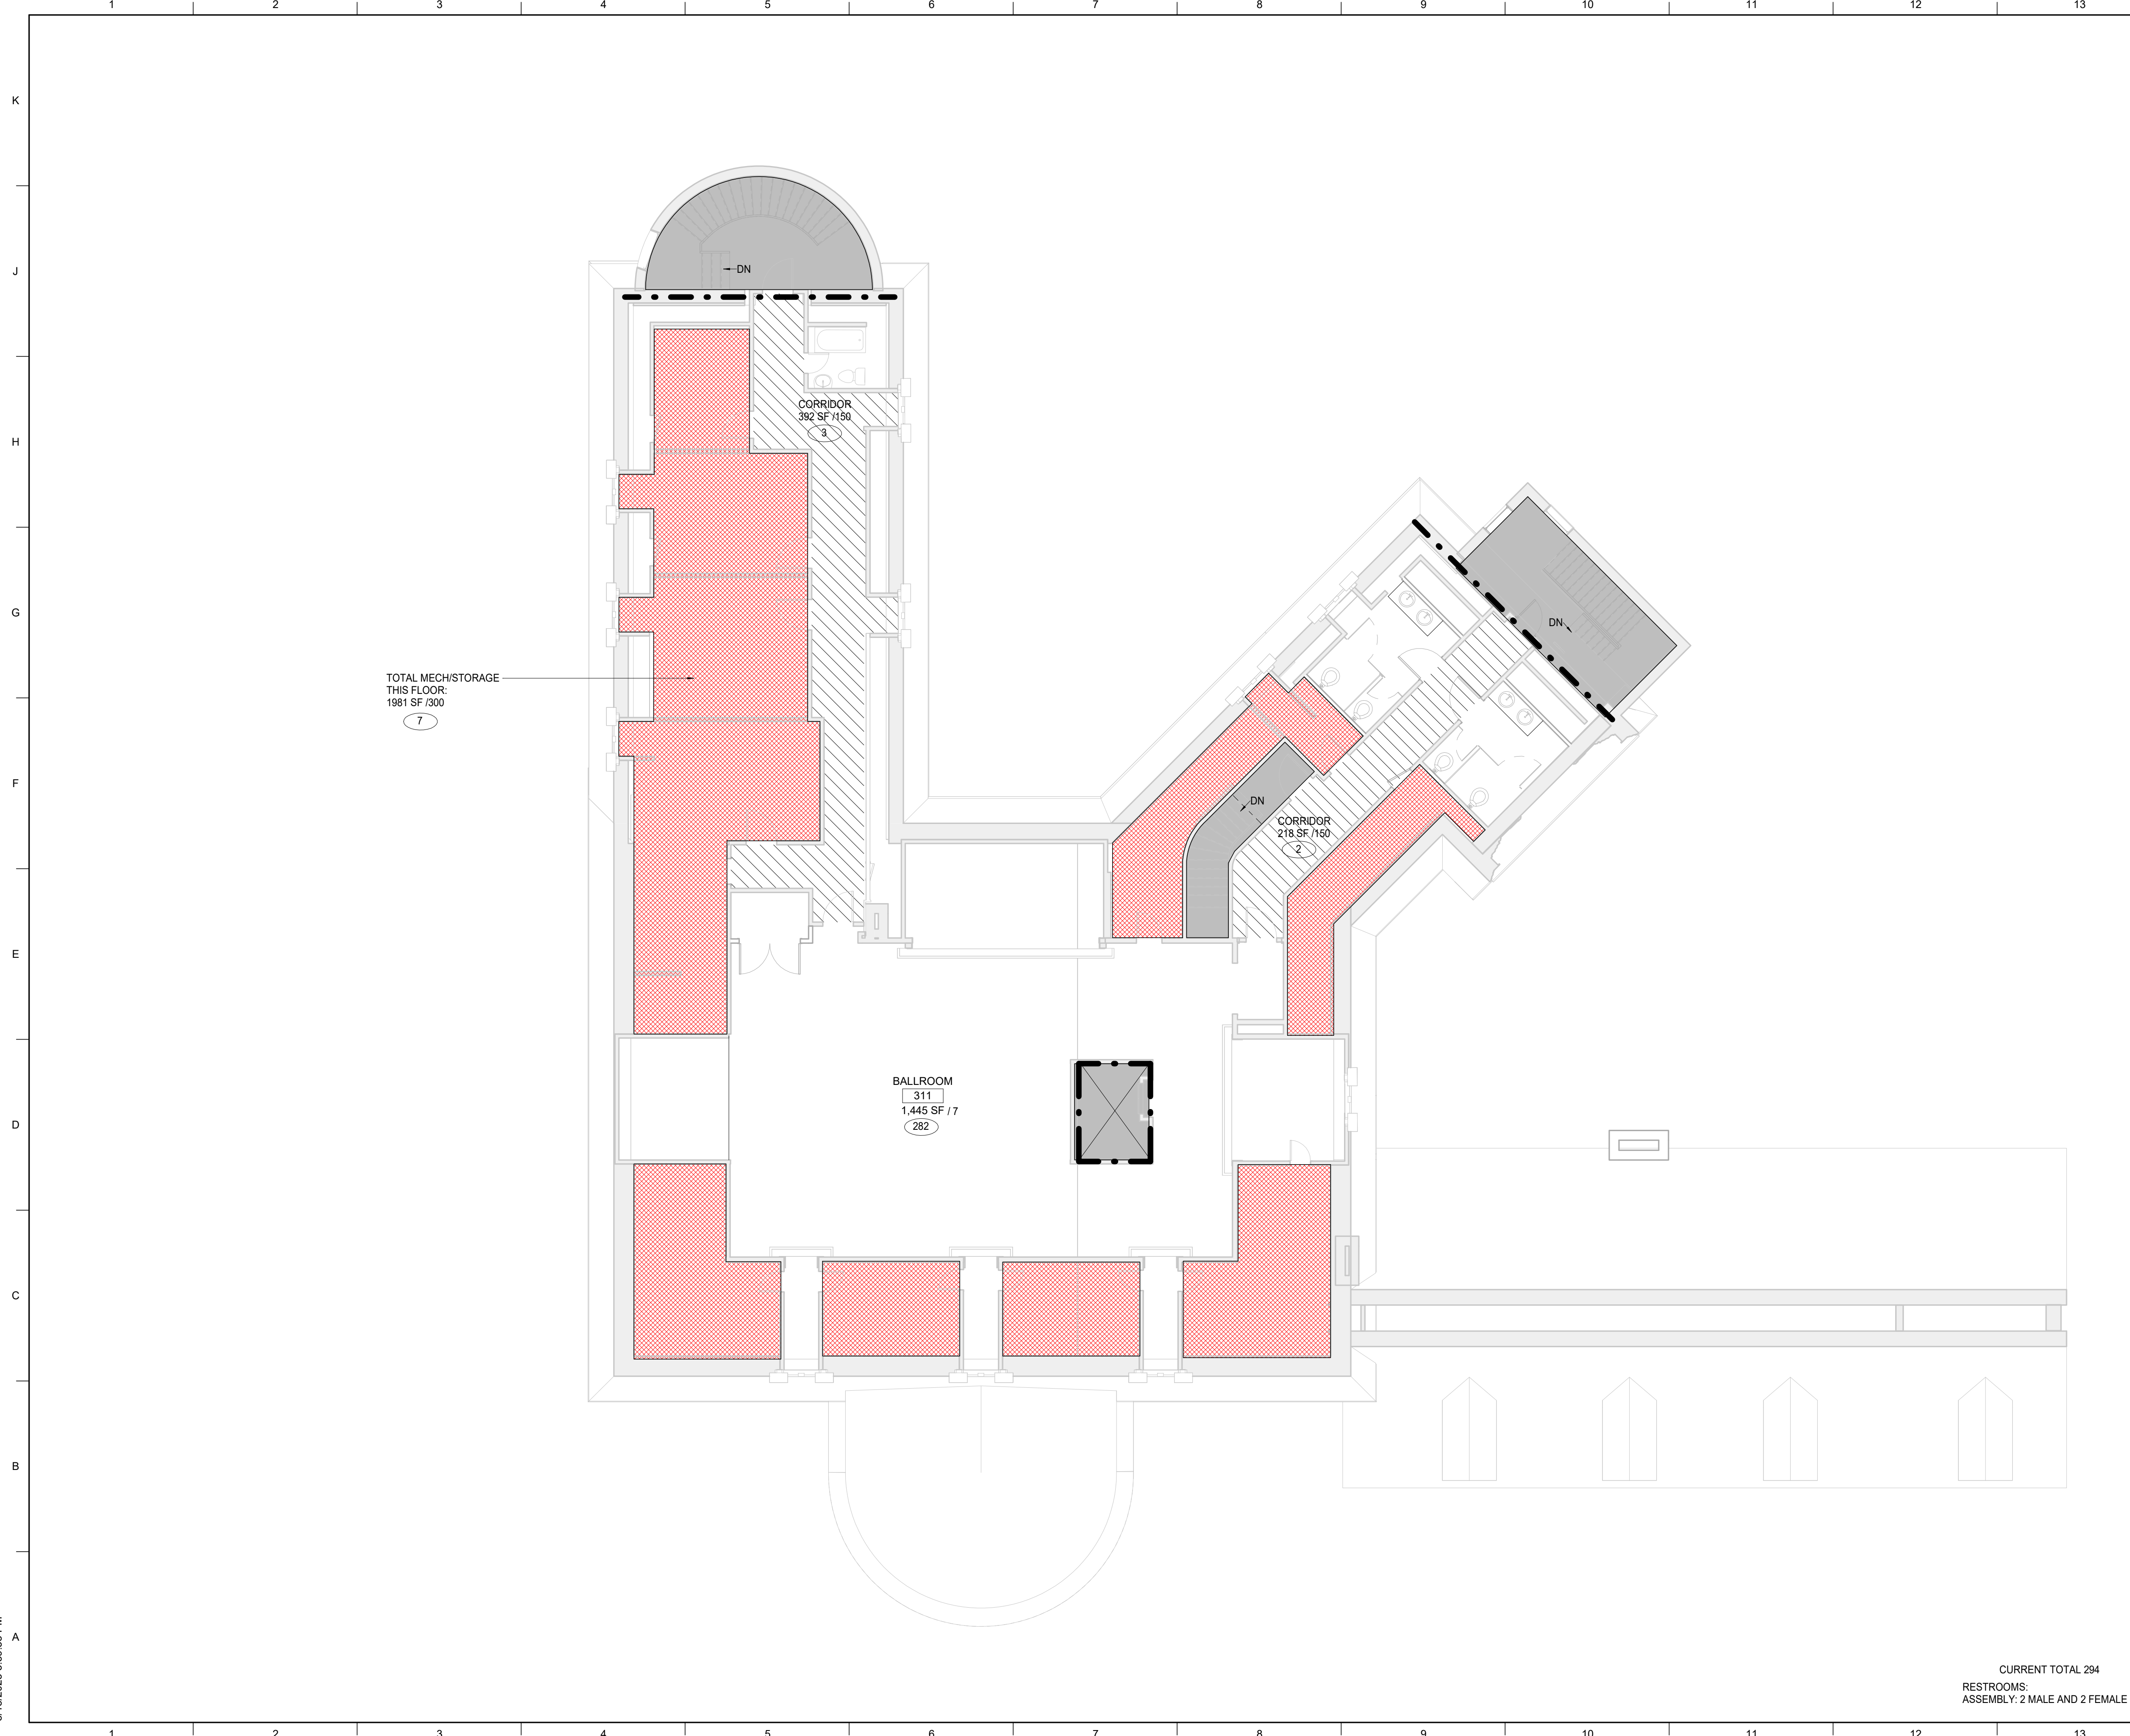 1 2 3 4 5 6 7 8 9 10 11 12 13
K
J
H
G
F
E
D
C
B
A
DN
CORRIDOR
392 SF /150
3
DN
TOTAL MECH/STORAGE
THIS FLOOR:
1981 SF /300
7
DN
CORRIDOR
218 SF /150
2
BALLROOM
311
1,445 SF / 7
282
CURRENT TOTAL 294
RESTROOMS:
ASSEMBLY: 2 MALE AND 2 FEMALE
1 2 3 4 5 6 7 8 9 10 11 12 13